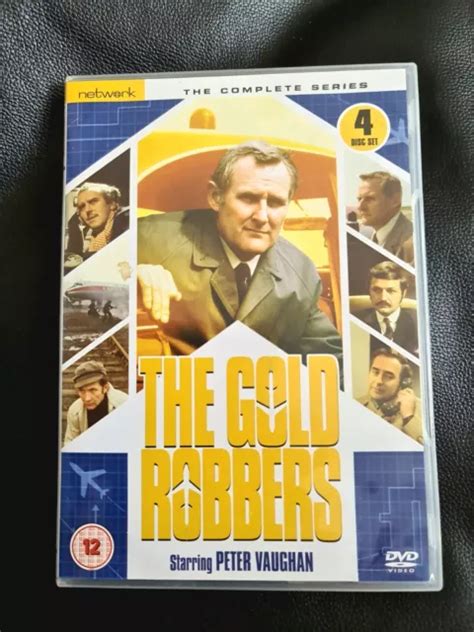 network
THE COMPLETE SERIES
4
DISC SET
THE GOLD
ROBBERS
Starring PETER VAUGHAN
12
DVD
VIDEO